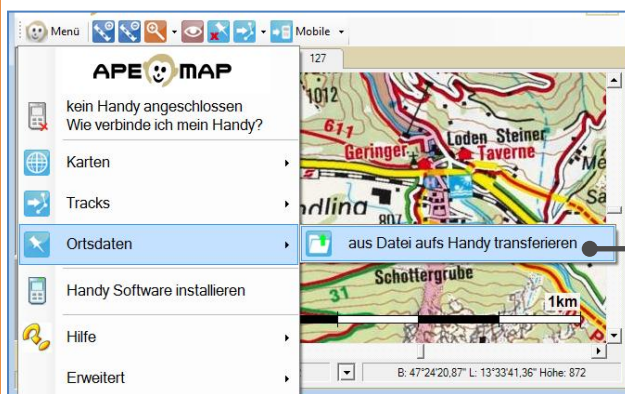 Menü
Mobile
APE MAP
127
kein Handy angeschlossen
Wie verbinde ich mein Handy?
Karten
Tracks
Ortsdaten
aus Datei aufs Handy transferieren
Handy Software installieren
Hilfe
Erweitert
1012
611
Loden Steiner
Geringer
Taverne
807
Schottergrube
31
1km
B: 47°24'20,87" L: 13°33'41,36" Höhe: 872